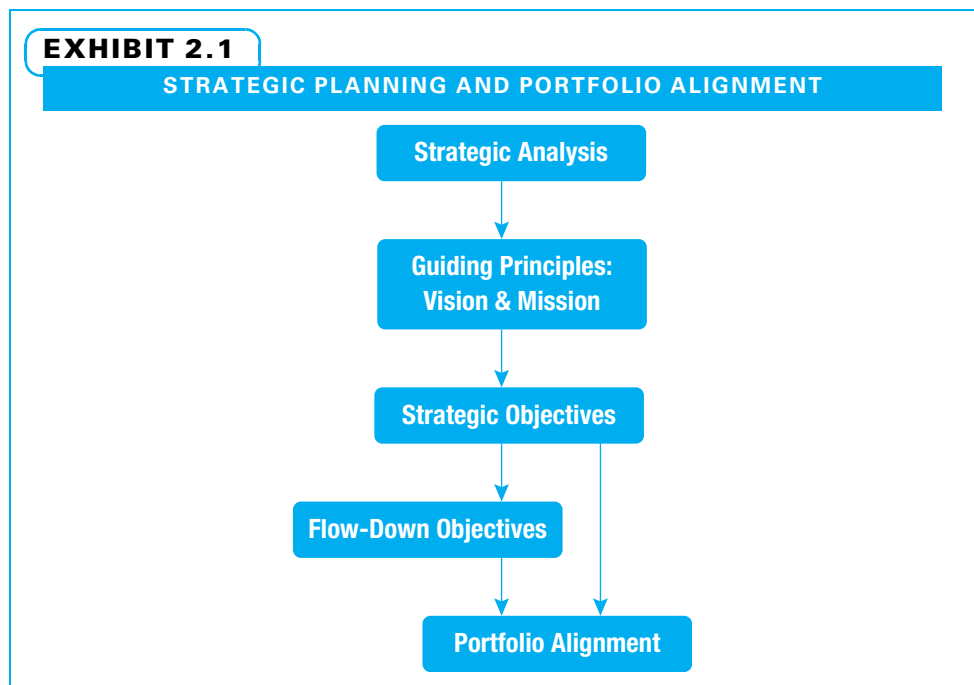 EXHIBIT 2.1
STRATEGIC PLANNING AND PORTFOLIO ALIGNMENT
Strategic Analysis
Guiding Principles:
Vision & Mission
Strategic Objectives
Flow-Down Objectives
Portfolio Alignment